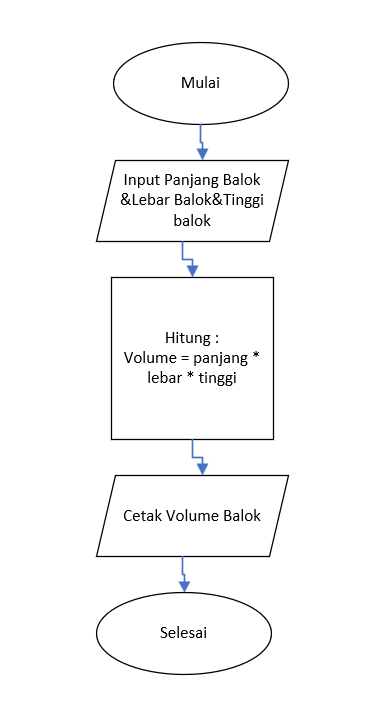 Mulai
Input Panjang Balok
&Lebar Balok&Tinggi
balok
Hitung :
Volume = panjang *
lebar * tinggi
Cetak Volume Balok
Selesai